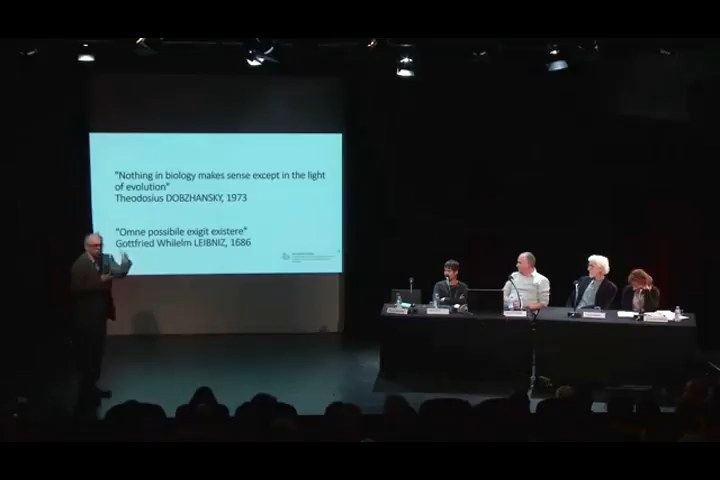 "Nothing in biology makes sense except in the light
of evolution"
Theodosius DOBZHANSKY, 1973
"Omne possibile exigit existere"
Gottfried Whilelm LEIBNIZ, 1686